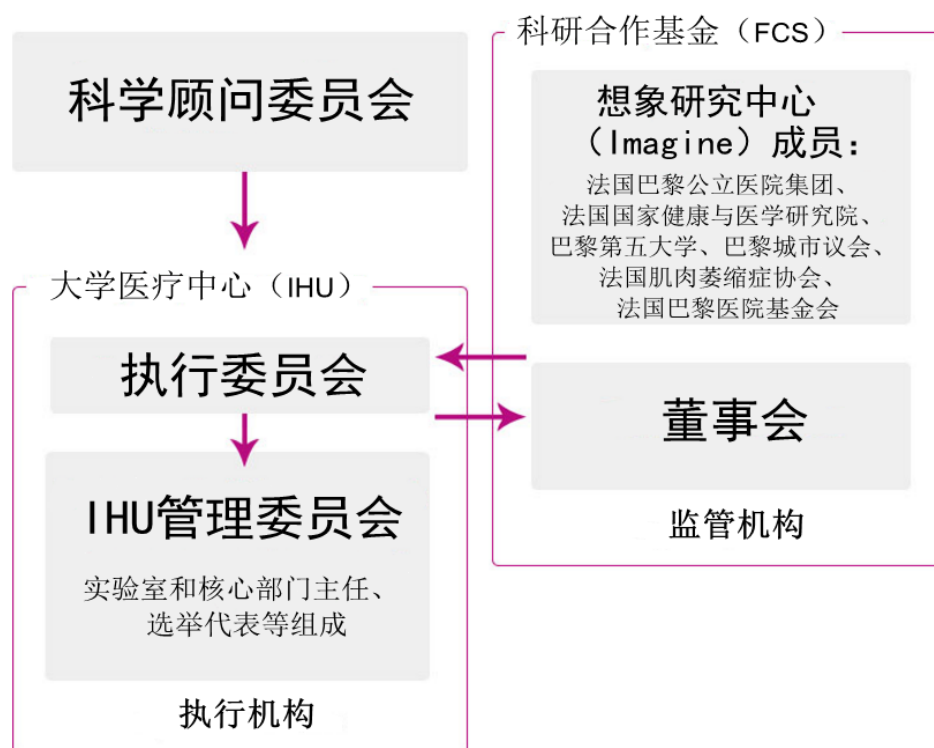 科学顾问委员会
大学医疗中心（IHU）
执行委员会
IHU管理委员会
实验室和核心部门主任、
选举代表等组成
执行机构
科研合作基金（FCS）
想象研究中心
（Imagine）成员：
法国巴黎公立医院集团、
法国国家健康与医学研究院、
巴黎第五大学、巴黎城市议会、
法国肌肉萎缩症协会、
法国巴黎医院基金会
董事会
监管机构